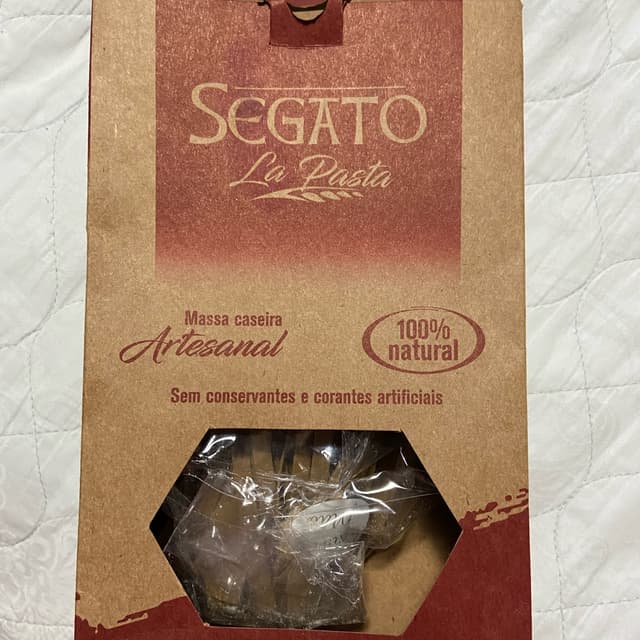 SEGATO
La Pasta
Massa caseira
Artesanal
100%
natural
Sem conservantes e corantes artificiais